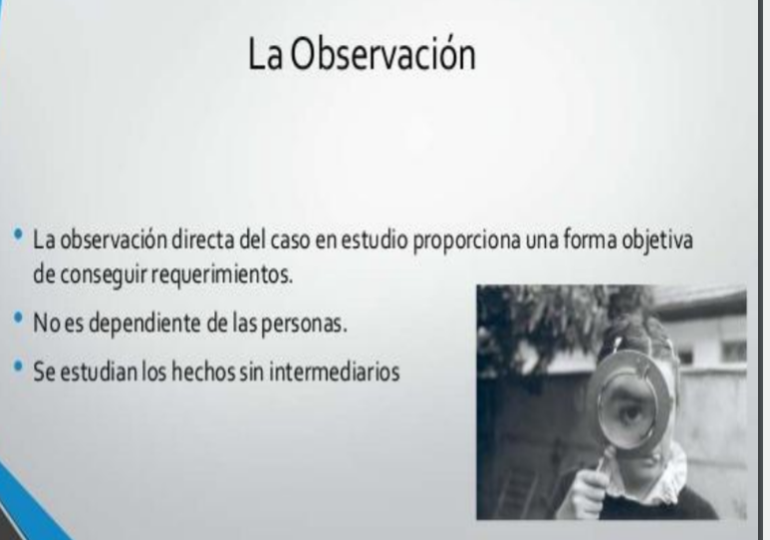 La Observación
• La observación directa del caso en estudio proporciona una forma objetiva
de conseguir requerimientos.
• No es dependiente de las personas.
• Se estudian los hechos sin intermediarios